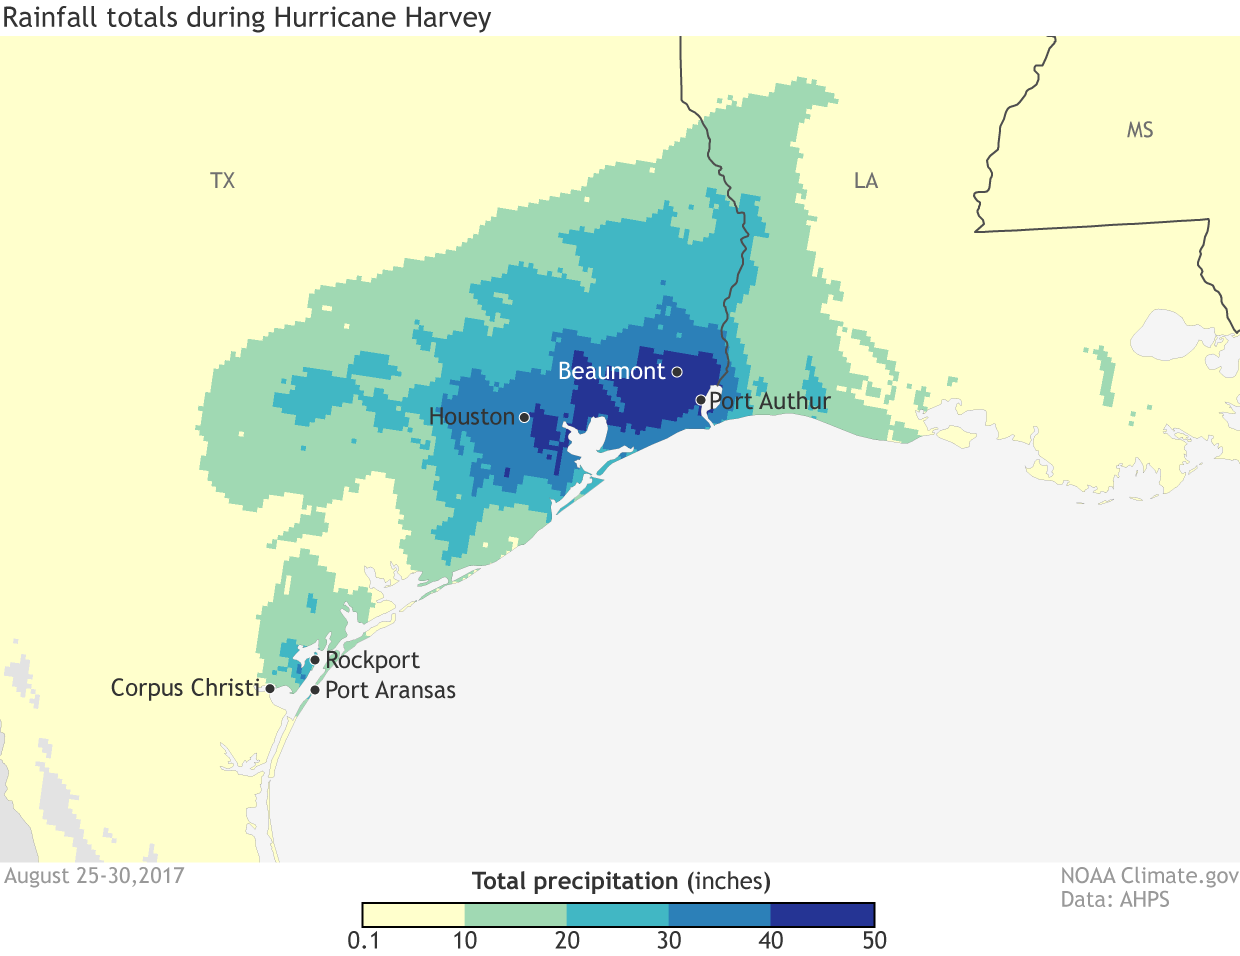 Rainfall totals during Hurricane Harvey
MS
TX
LA
Beaumont
Port Authur
Houston
Rockport
Corpus Christi
Port Aransas
August 25-30,2017
Total precipitation (inches)
NOAA Climate.gov
Data: AHPS
0.1 10 20 30 40 50